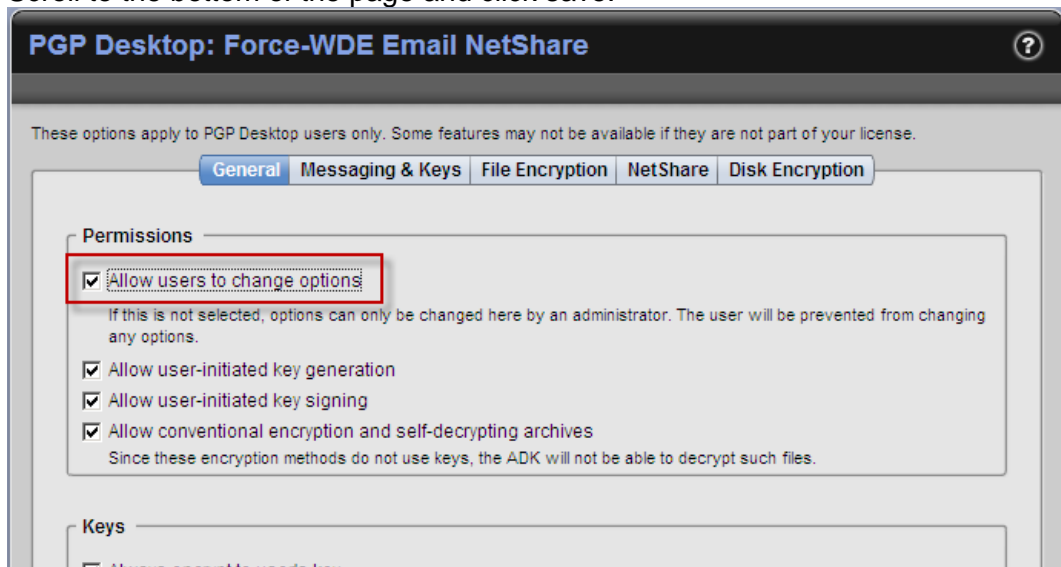 Scroll to the bottom of the page and click save.
PGP Desktop: Force-WDE Email NetShare
?
These options apply to PGP Desktop users only. Some features may not be available if they are not part of your license.
General Messaging & Keys File Encryption NetShare Disk Encryption
Permissions
Allow users to change options
If this is not selected, options can only be changed here by an administrator. The user will be prevented from changing
any options.
Allow user-initiated key generation
Allow user-initiated key signing
Allow conventional encryption and self-decrypting archives
Since these encryption methods do not use keys, the ADK will not be able to decrypt such files.
Keys
Always encrypt to user's key